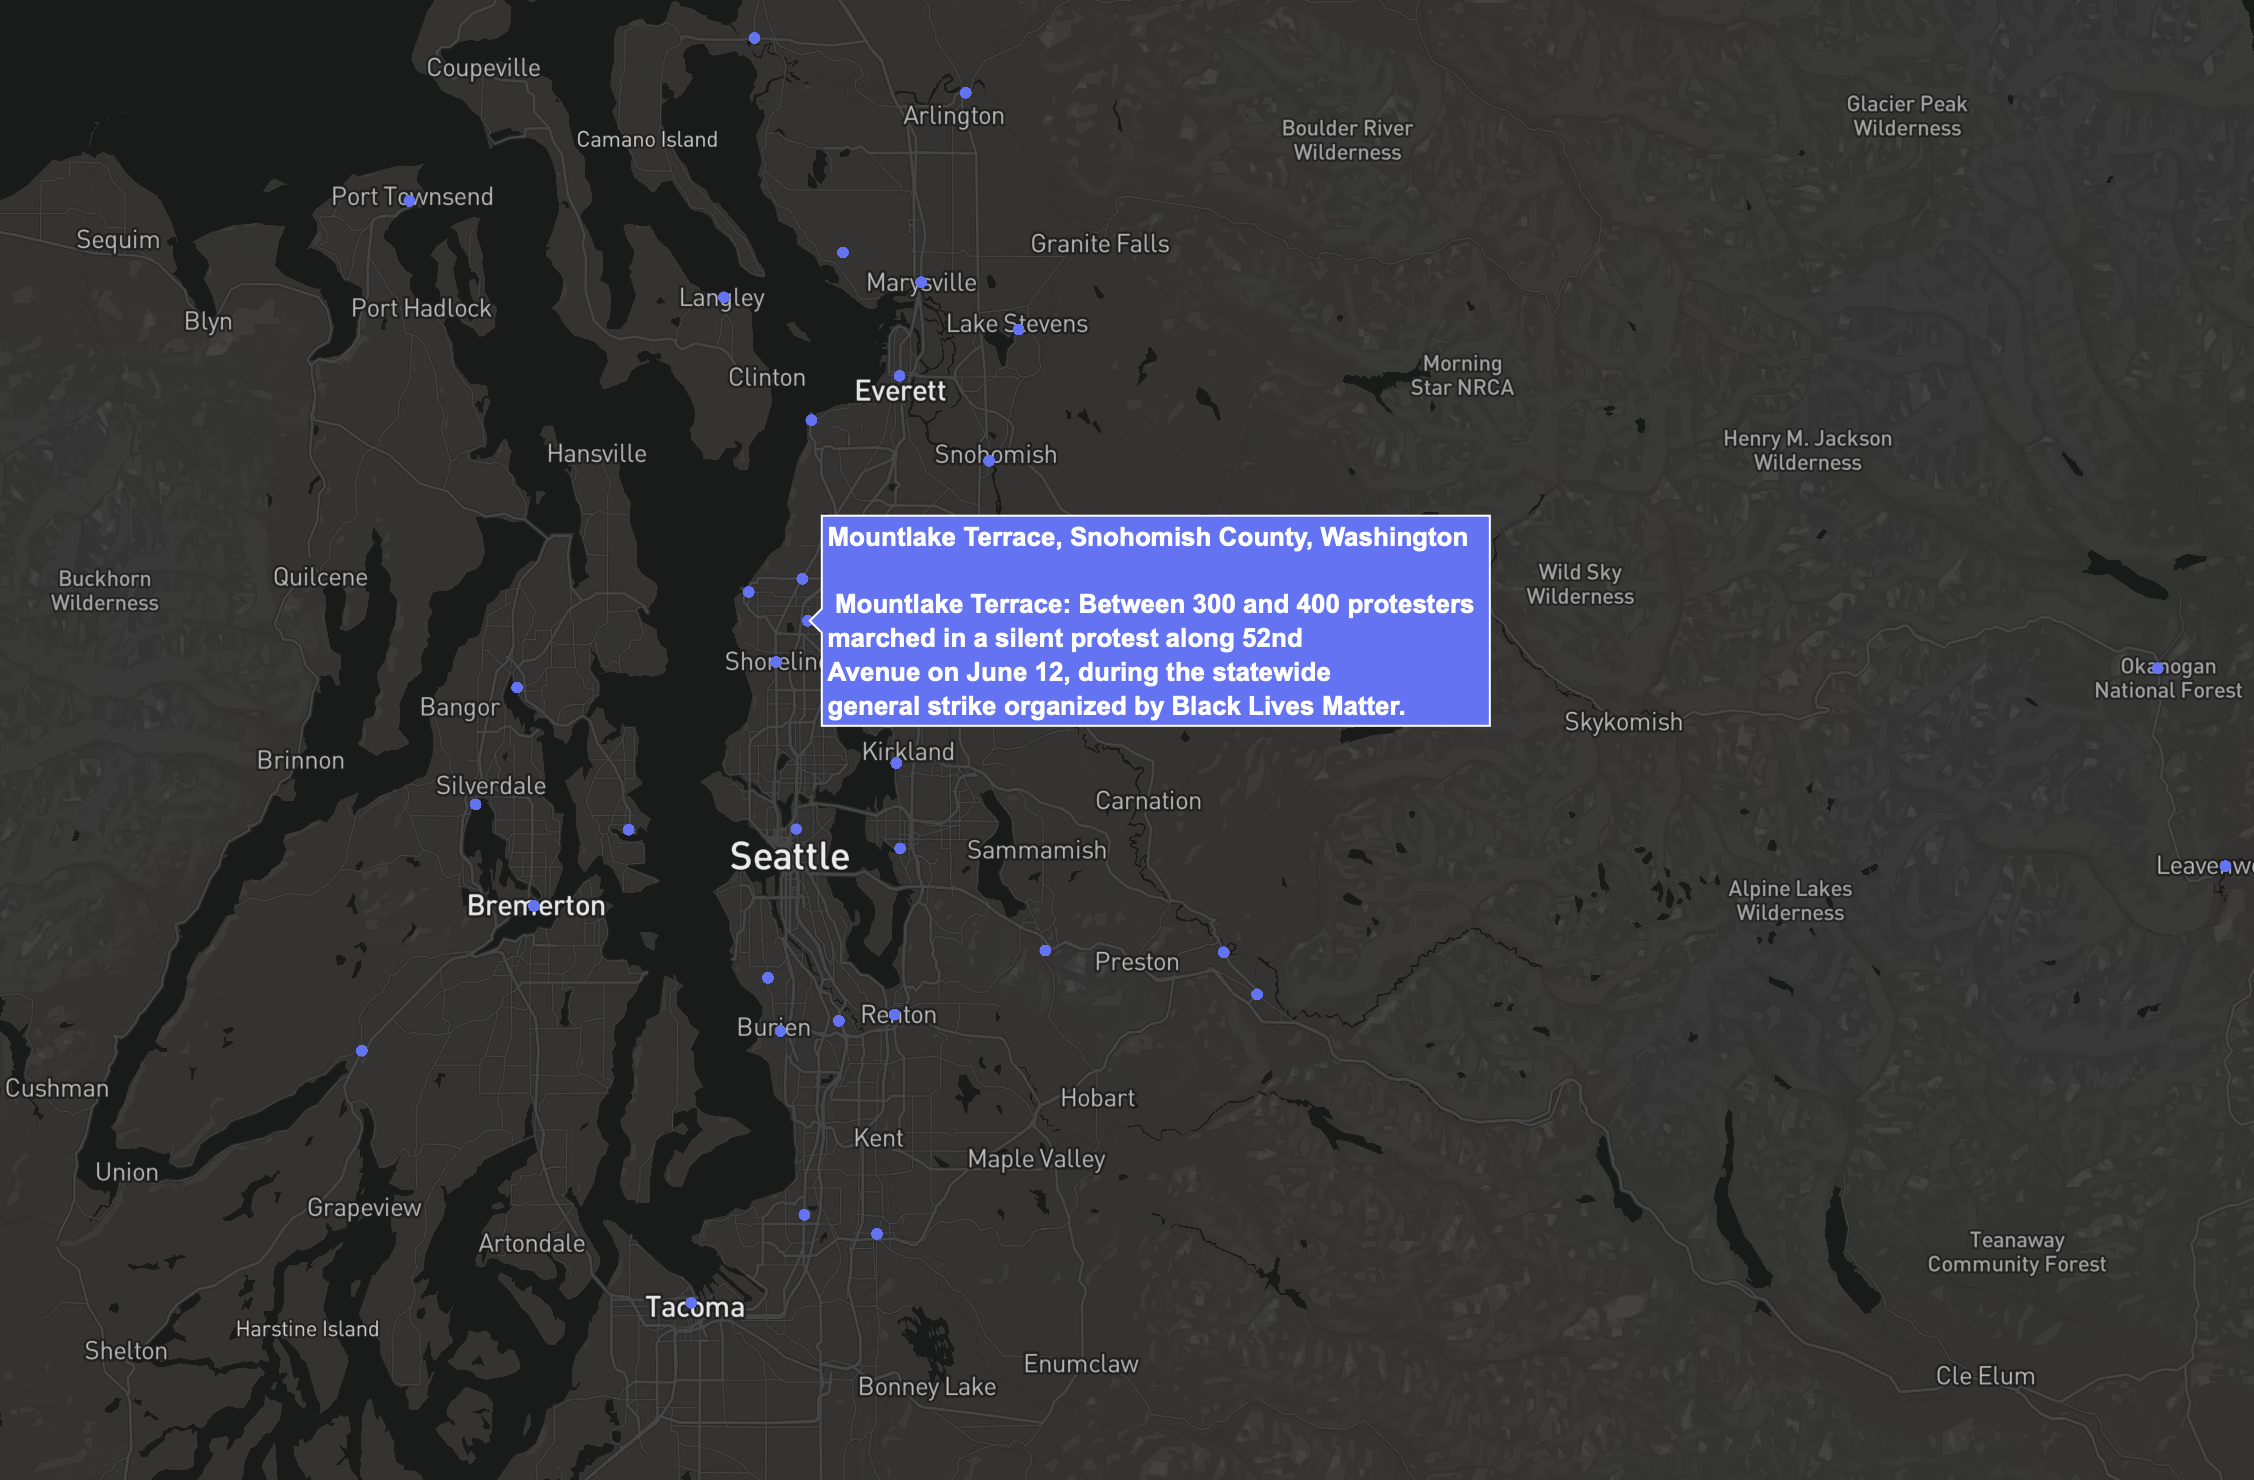 Coupeville
Camano Island
Arlington
Boulder River
Wilderness
Glacier Peak
Wilderness
Port Townsend
Sequim
Granite Falls
Marysville
Langley
Port Hadlock
Blyn
Lake Stevens
Clinton
Everett
Morning
Star NRCA
Hansville
Snohomish
Henry M. Jackson
Wilderness
Mountlake Terrace, Snohomish County, Washington
Mountlake Terrace: Between 300 and 400 protesters
marched in a silent protest along 52nd
Avenue on June 12, during the statewide
general strike organized by Black Lives Matter.
Buckhorn
Wilderness
Quilcene
Wild Sky
Wilderness
Okanogan
National Forest
Bangor
Skykomish
Brinnon
Kirkland
Silverdale
Carnation
Seattle
Sammamish
Bremerton
Alpine Lakes
Wilderness
Preston
Burien
Renton
Cushman
Hobart
Kent
Maple Valley
Union
Grapeview
Artondale
Teanaway
Community Forest
Tacoma
Harstine Island
Shelton
Enumclaw
Bonney Lake
Cle Elum